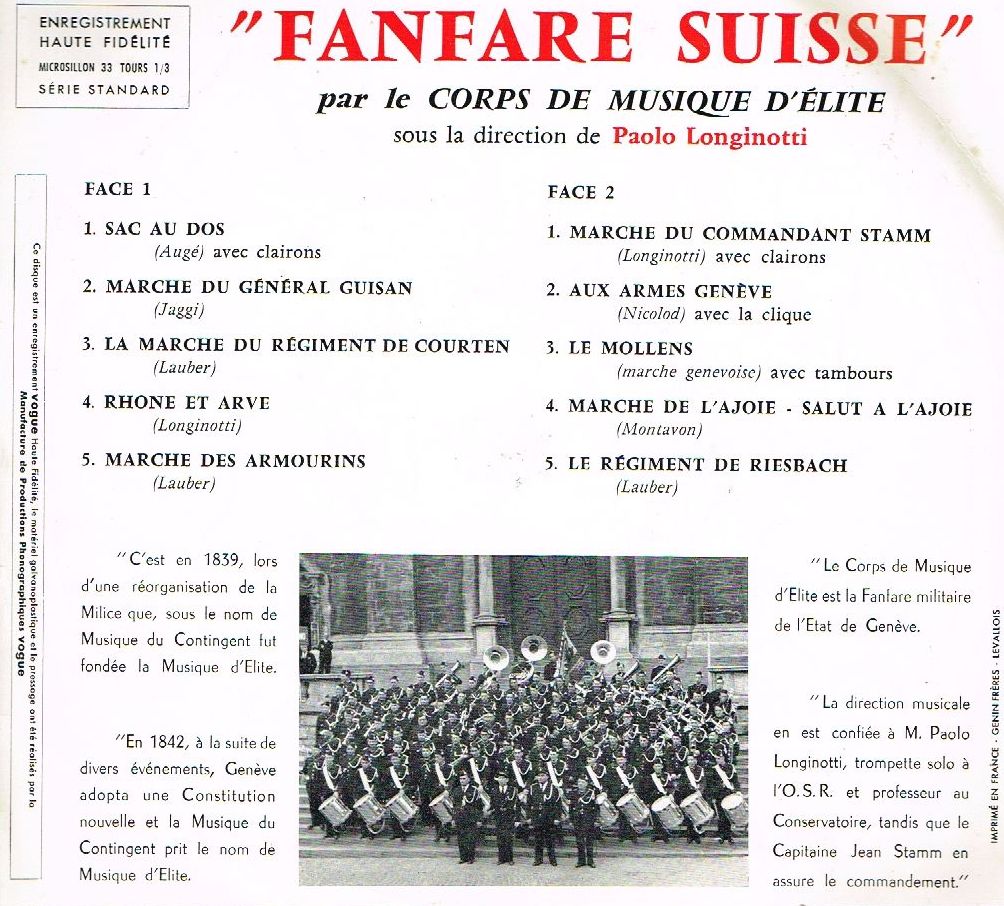 ENREGISTREMENT
HAUTE FIDÉLITÉ
MICROSILLON 33 TOURS 1/3
SÉRIE STANDARD
"FANFARE SUISSE"
par le CORPS DE MUSIQUE D'ÉLITE
sous la direction de Paolo Longinotti
FACE 1
1. SAC AU DOS
(Augé) avec clairons
2. MARCHE DU GÉNÉRAL GUISAN
(Jaggi)
3. LA MARCHE DU RÉGIMENT DE COURTEN
(Lauber)
4. RHONE ET ARVE
(Longinotti)
5. MARCHE DES ARMOURINS
(Lauber)
FACE 2
1. MARCHE DU COMMANDANT STAMM
(Longinotti) avec clairons
2. AUX ARMES GENÈVE
(Nicolod) avec la clique
3. LE MOLLENS
(marche genevoise) avec tambours
4. MARCHE DE L'AJOIE - SALUT A L'AJOIE
(Montavon)
5. LE RÉGIMENT DE RIESBACH
(Lauber)
"C'est en 1839, lors
d'une réorganisation de la
Milice que, sous le nom de
Musique du Contingent fut
fondée la Musique d'Elite.
"En 1842, à la suite de
divers événements, Genève
adopta une Constitution
nouvelle et la Musique du
Contingent prit le nom de
Musique d'Elite.
"Le Corps de Musique
d'Elite est la Fanfare militaire
de l'Etat de Genève.
"La direction musicale
en est confiée à M. Paolo
Longinotti, trompette solo à
l'O.S.R. et professeur au
Conservatoire, tandis que le
Capitaine Jean Stamm en
assure le commandement."
Ce disque est un enregistrement vogue Haute Fidélité, le matériel galvanoplastique et le pressage ont été réalisés par la
Manufacture de Productions Phonographiques vogue
IMPRIMÉ EN FRANCE - GENIN FRÈRES - LEVALLOIS